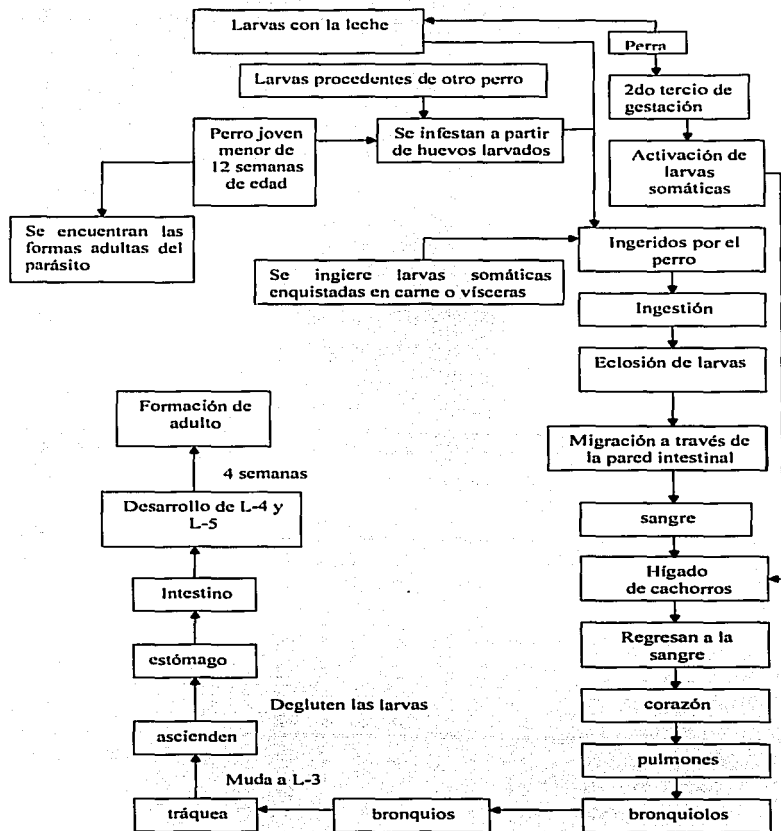 Larvas con la leche
Perra
Larvas procedentes de otro perro
2do tercio de
gestación
Perro joven
menor de
12 semanas
de edad
Se infestan a partir
de huevos larvados
Activación de
larvas
somáticas
Se encuentran las
formas adultas del
parásito
Ingeridos por el
perro
Se ingiere larvas somáticas
enquistadas en carne o vísceras
Ingestión
Eclosión de larvas
Formación de
adulto
Migración a través de
la pared intestinal
4 semanas
Desarrollo de L-4 y
L-5
sangre
Intestino
Hígado
de cachorros
estómago
Regresan a la
sangre
Degluten las larvas
corazón
ascienden
pulmones
Muda a L-3
tráquea
bronquios
bronquiolos